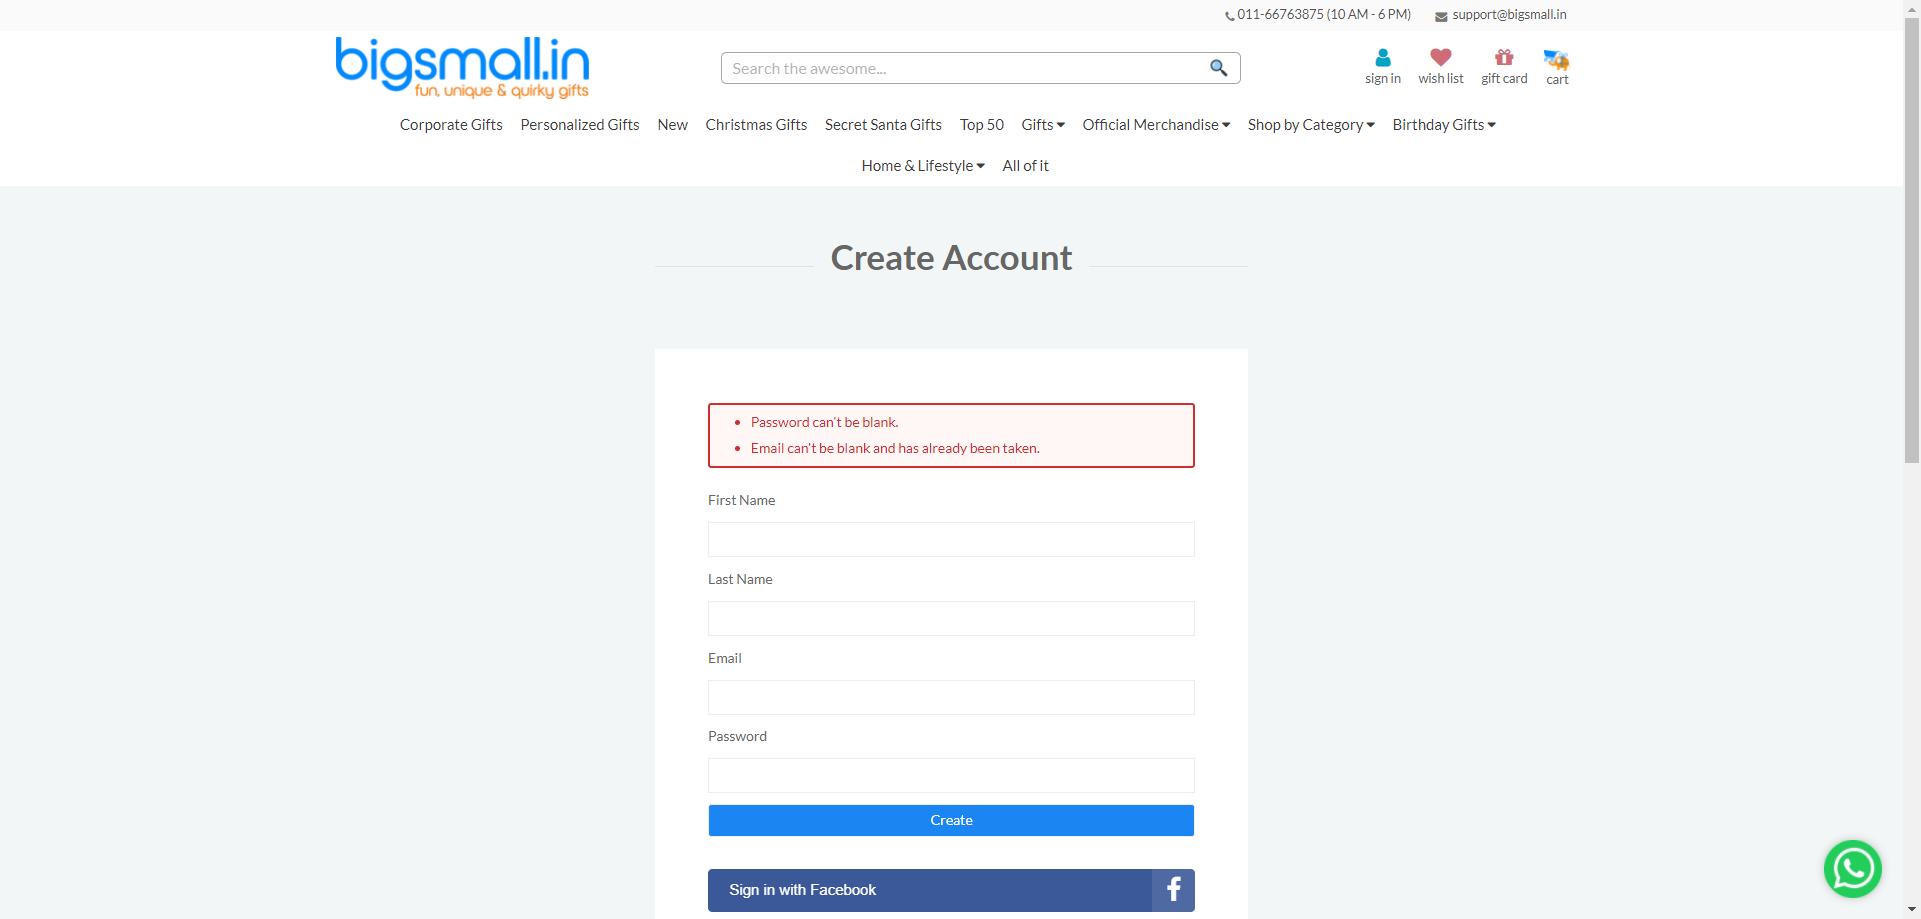 011-66763875 (10 AM - 6 PM) support@bigsmall.in
bigsmall.in
fun, unique & quirky gifts
Search the awesome...
sign in wish list gift card cart
Corporate Gifts Personalized Gifts New Christmas Gifts Secret Santa Gifts Top 50 Gifts Official Merchandise Shop by Category Birthday Gifts
Home & Lifestyle All of it
Create Account
Password can't be blank.
Email can't be blank and has already been taken.
First Name
Last Name
Email
Password
Create
Sign in with Facebook